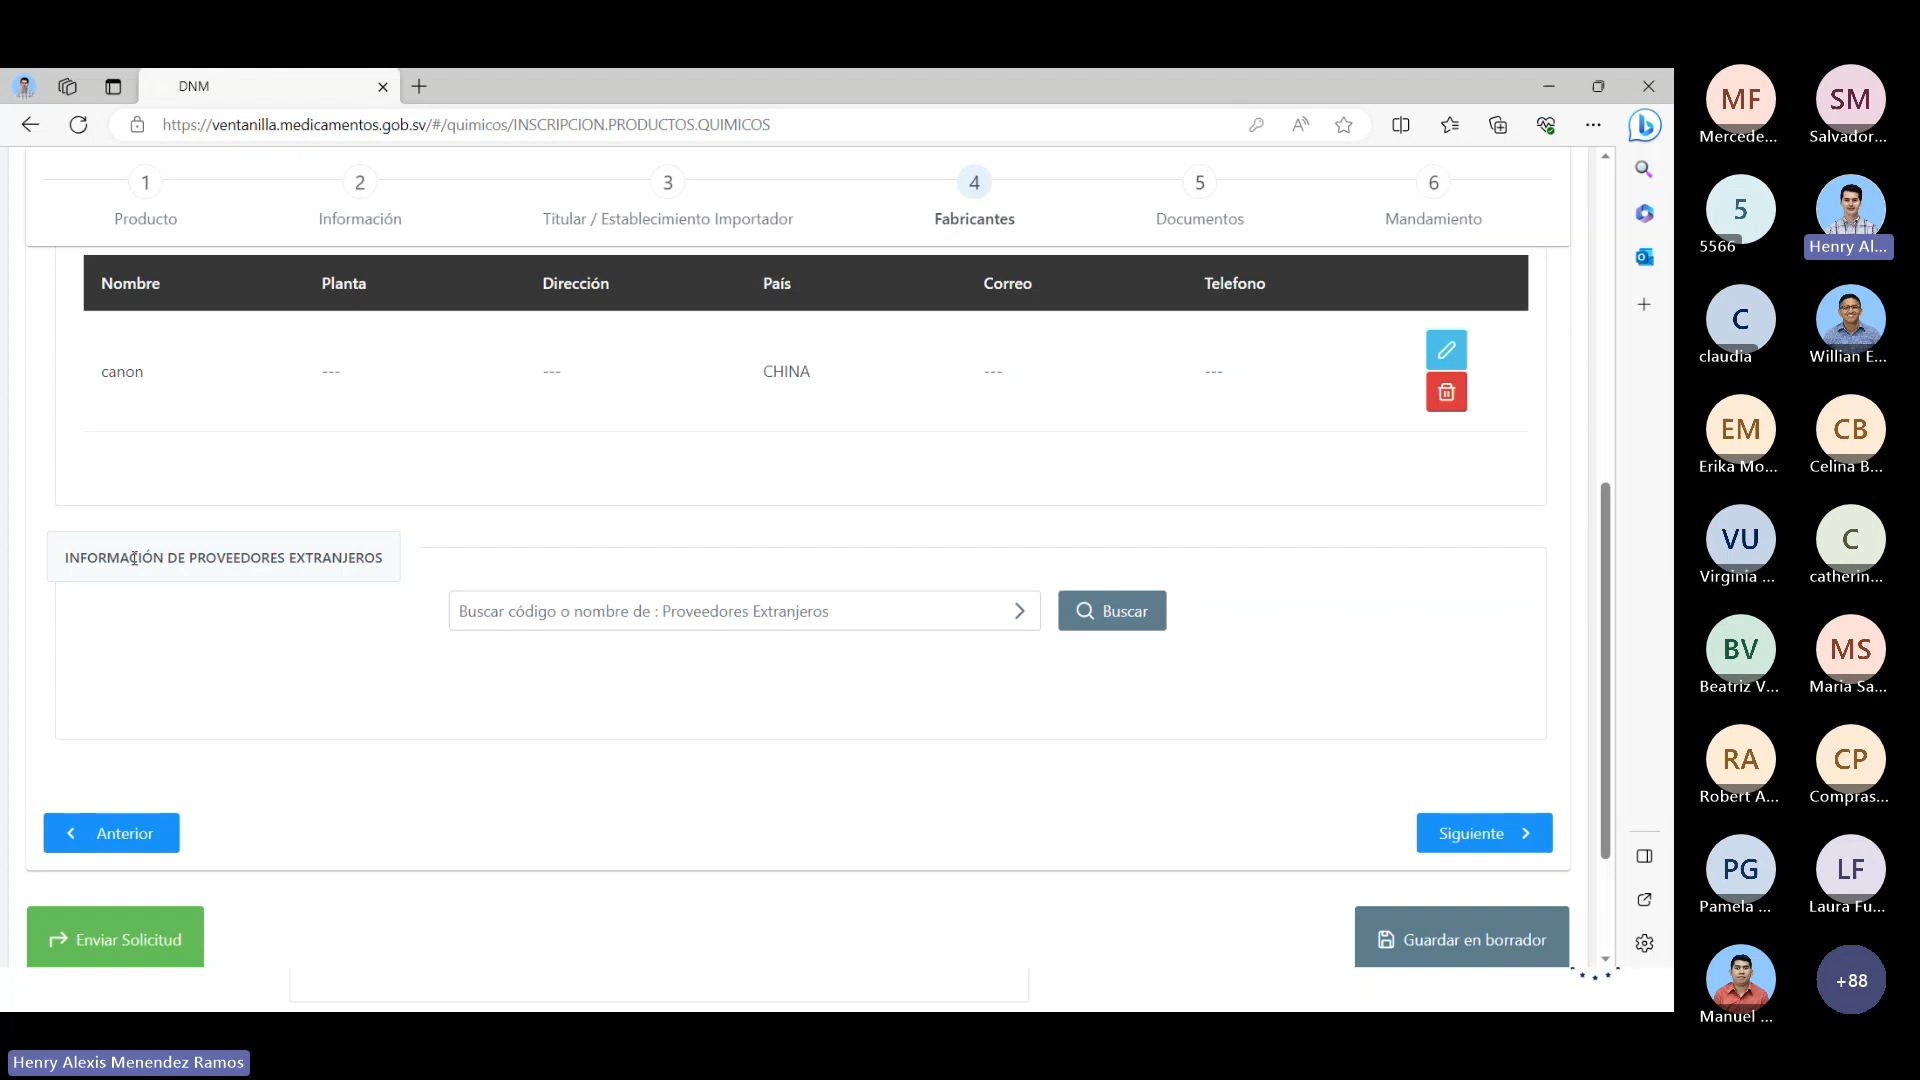 DNM
https://ventanilla.medicamentos.gob.sv/#/quimicos/INSCRIPCION.PRODUCTOS.QUIMICOS
1 2 3 4 5 6
Producto Información Titular / Establecimiento Importador Fabricantes Documentos Mandamiento
Nombre Planta Dirección País Correo Telefono
canon --- --- CHINA --- ---
INFORMACIÓN DE PROVEEDORES EXTRANJEROS
Buscar código o nombre de : Proveedores Extranjeros
Buscar
Anterior
Siguiente
Enviar Solicitud
Guardar en borrador
MF SM
Mercede... Salvador...
5
5566 Henry Al...
C
claudia Willian E...
EM CB
Erika Mo... Celina B...
VU C
Virginia ... catherin...
BV MS
Beatriz V... Maria Sa...
RA CP
Robert A... Compras...
PG LF
Pamela ... Laura Fu...
+88
Manuel ...
Henry Alexis Menendez Ramos